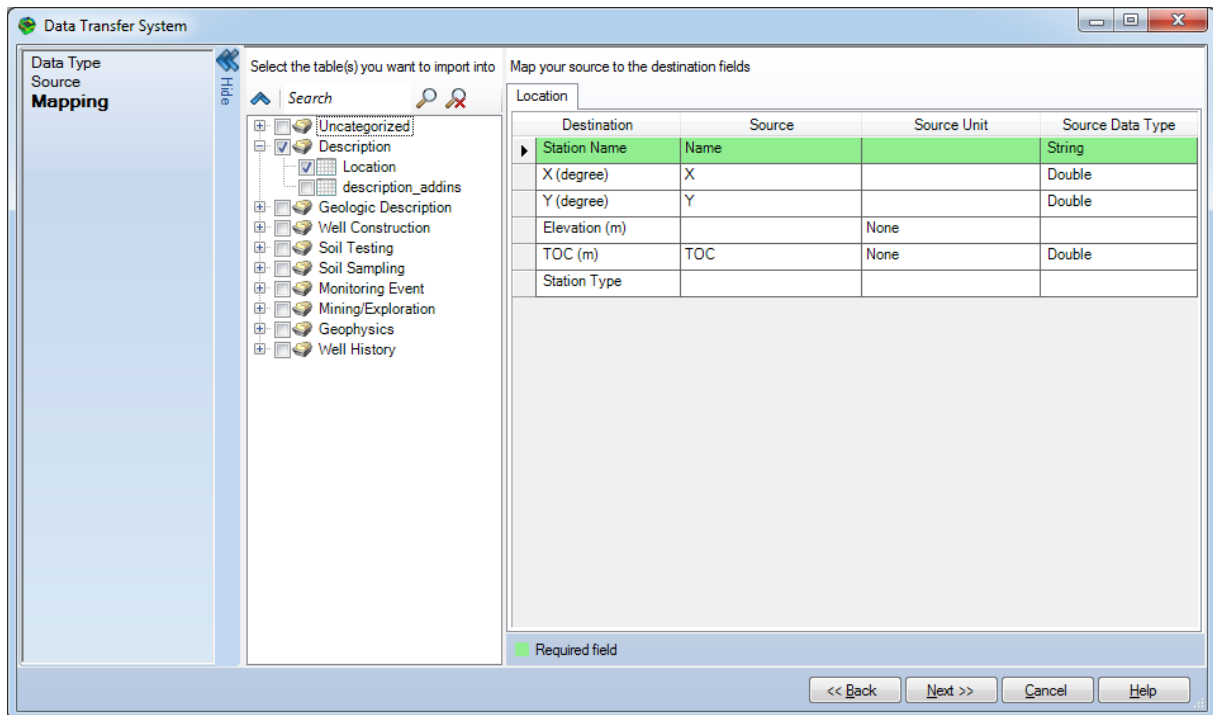 Data Transfer System
Data Type
Source
Mapping
Hide
Select the table(s) you want to import into
Search
Uncategorized
Description
Location
description_addins
Geologic Description
Well Construction
Soil Testing
Soil Sampling
Monitoring Event
Mining/Exploration
Geophysics
Well History
Map your source to the destination fields
Location
Destination Source Source Unit Source Data Type
Station Name Name String
X (degree) X Double
Y (degree) Y Double
Elevation (m) None
TOC (m) TOC None Double
Station Type
Required field
<< Back Next >> Cancel Help